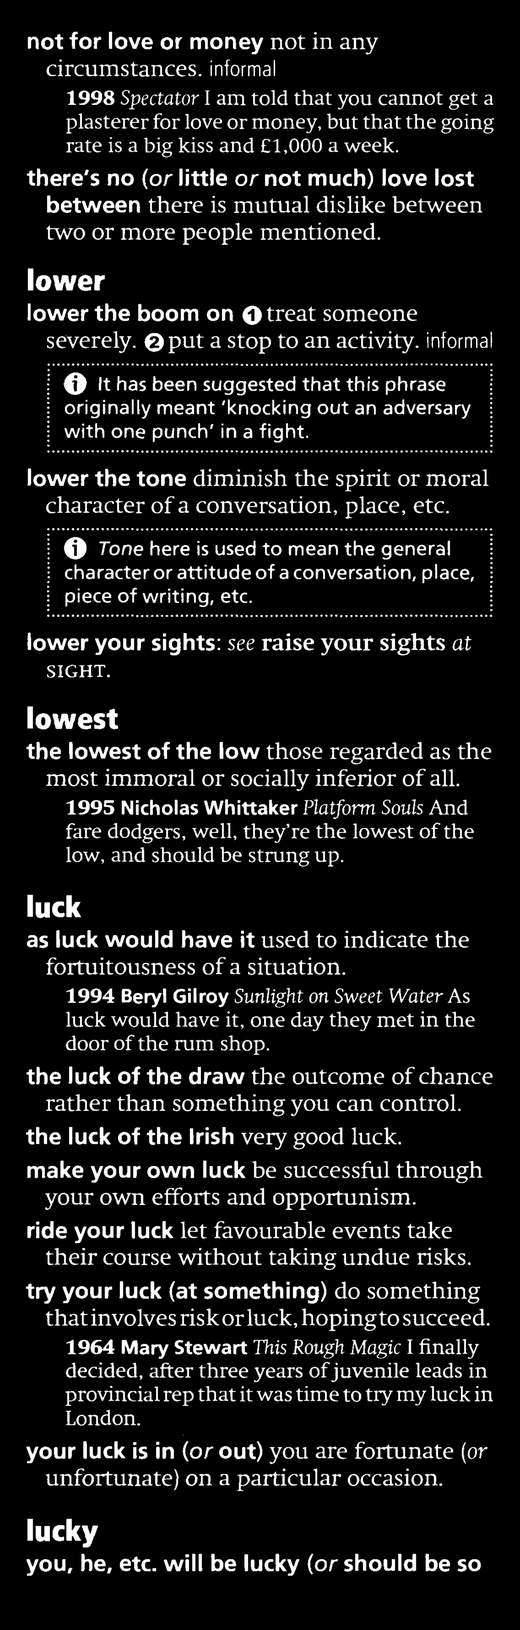 not for love or money not in any
circumstances. informal
1998 Spectator I am told that you cannot get a
plasterer for love or money, but that the going
rate is a big kiss and £1,000 a week.
there's no (or little or not much) love lost
between there is mutual dislike between
two or more people mentioned.
lower
lower the boom on ❶ treat someone
severely. ❷ put a stop to an activity. informal
ℹ It has been suggested that this phrase
originally meant ‘knocking out an adversary
with one punch’ in a fight.
lower the tone diminish the spirit or moral
character of a conversation, place, etc.
ℹ Tone here is used to mean the general
character or attitude of a conversation, place,
piece of writing, etc.
lower your sights: see raise your sights at
SIGHT.
lowest
the lowest of the low those regarded as the
most immoral or socially inferior of all.
1995 Nicholas Whittaker Platform Souls And
fare dodgers, well, they're the lowest of the
low, and should be strung up.
luck
as luck would have it used to indicate the
fortuitousness of a situation.
1994 Beryl Gilroy Sunlight on Sweet Water As
luck would have it, one day they met in the
door of the rum shop.
the luck of the draw the outcome of chance
rather than something you can control.
the luck of the Irish very good luck.
make your own luck be successful through
your own efforts and opportunism.
ride your luck let favourable events take
their course without taking undue risks.
try your luck (at something) do something
that involves risk or luck, hoping to succeed.
1964 Mary Stewart This Rough Magic I finally
decided, after three years of juvenile leads in
provincial rep that it was time to try my luck in
London.
your luck is in (or out) you are fortunate (or
unfortunate) on a particular occasion.
lucky
you, he, etc. will be lucky (or should be so